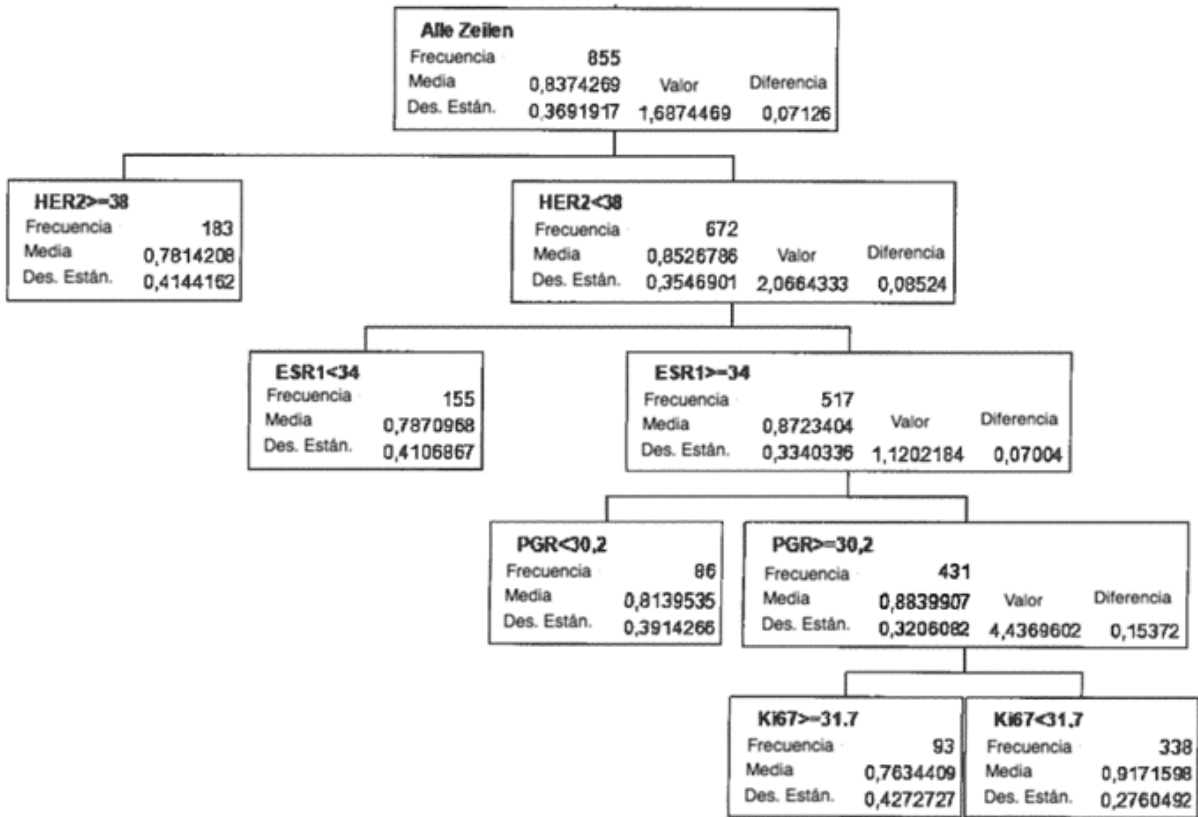 Alle Zeilen
Frecuencia 855
Media 0,8374269 Valor Diferencia
Des. Están. 0,3691917 1,6874469 0,07126
HER2>=38
Frecuencia 183
Media 0,7814208
Des. Están. 0,4144162
HER2<38
Frecuencia 672
Media 0,8526786 Valor Diferencia
Des. Están. 0,3546901 2,0664333 0,08524
ESR1<34
Frecuencia 155
Media 0,7870968
Des. Están. 0,4106867
ESR1>=34
Frecuencia 517
Media 0,8723404 Valor Diferencia
Des. Están. 0,3340336 1,1202184 0,07004
PGR<30,2
Frecuencia 86
Media 0,8139535
Des. Están. 0,3914266
PGR>=30,2
Frecuencia 431
Media 0,8839907 Valor Diferencia
Des. Están. 0,3206082 4,4369602 0,15372
Ki67>=31.7
Frecuencia 93
Media 0,7634409
Des. Están. 0,4272727
Ki67<31,7
Frecuencia 338
Media 0,9171598
Des. Están. 0,2760492